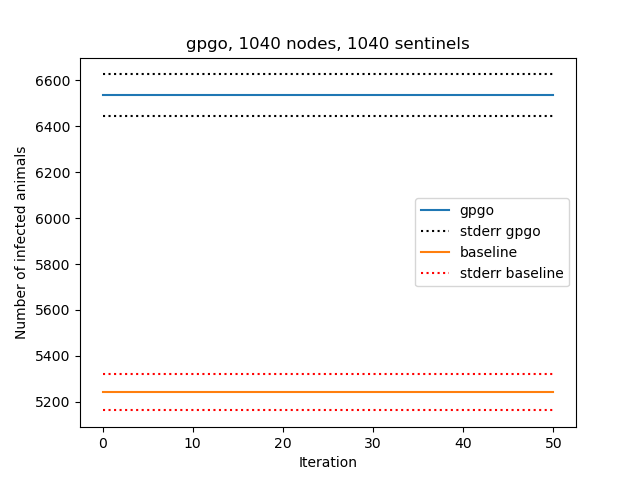 gpgo, 1040 nodes, 1040 sentinels
6600
6400
6200
6000
5800
5600
5400
5200
Number of infected animals
gpgo
stderr gpgo
baseline
stderr baseline
0 10 20 30 40 50
Iteration